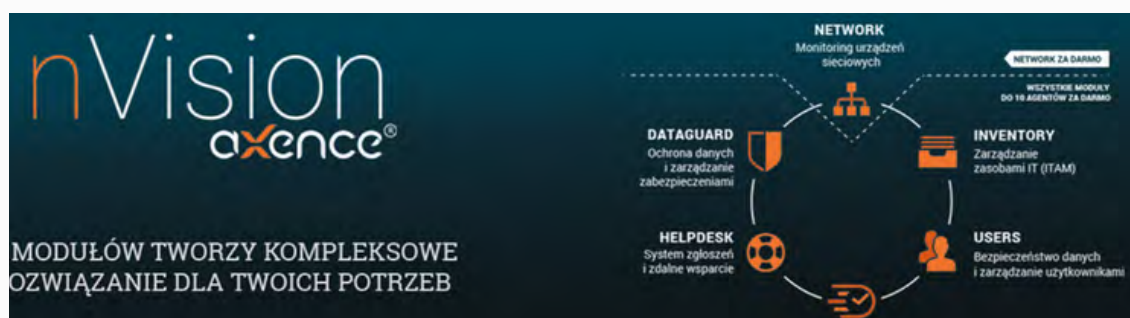 nVision
axence®
MODUŁÓW TWORZY KOMPLEKSOWE
OZWIĄZANIE DLA TWOICH POTRZEB
NETWORK
Monitoring urządzeń
sieciowych
NETWORK ZA DARMO
WSZYSTKIE MODUŁY
DO 10 AGENTÓW ZA DARMO
DATAGUARD
Ochrona danych
i zarządzanie
zabezpieczeniami
INVENTORY
Zarządzanie
zasobami IT (ITAM)
HELPDESK
System zgłoszeń
i zdalne wsparcie
USERS
Bezpieczeństwo danych
i zarządzanie użytkownikami